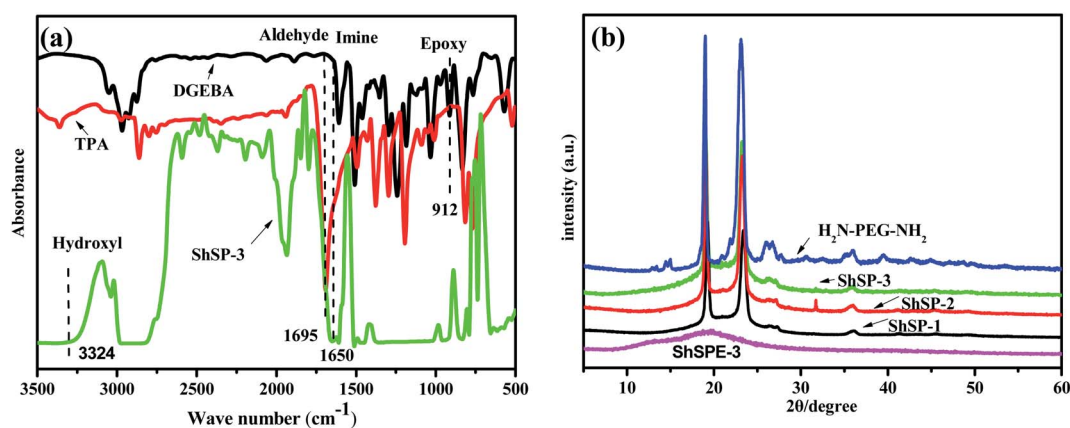 (a)
Aldehyde Imine Epoxy
DGEBA
TPA
912
ShSP-3
Hydroxyl
3324
1695
1650
Absorbance
3500 3000 2500 2000 1500 1000 500
Wave number (cm-1)
(b)
intensity (a.u.)
H2N-PEG-NH2
ShSP-3
ShSP-2
ShSP-1
ShSPE-3
10 20 30 40 50 60
2θ/degree